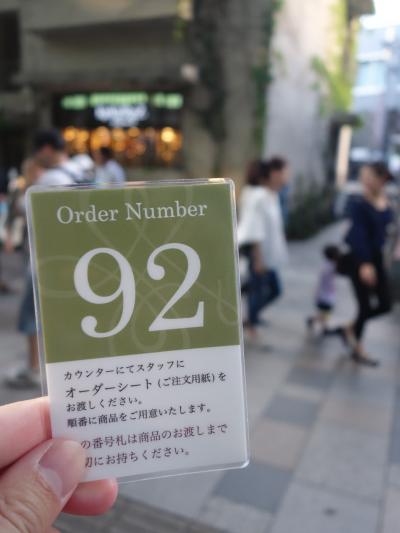 Order Number
92
カウンターにてスタッフに
オーダーシート(ご注文用紙)を
お渡しください。
順番に商品をご用意いたします。
の番号札は商品のお渡しまで
切にお持ちください。